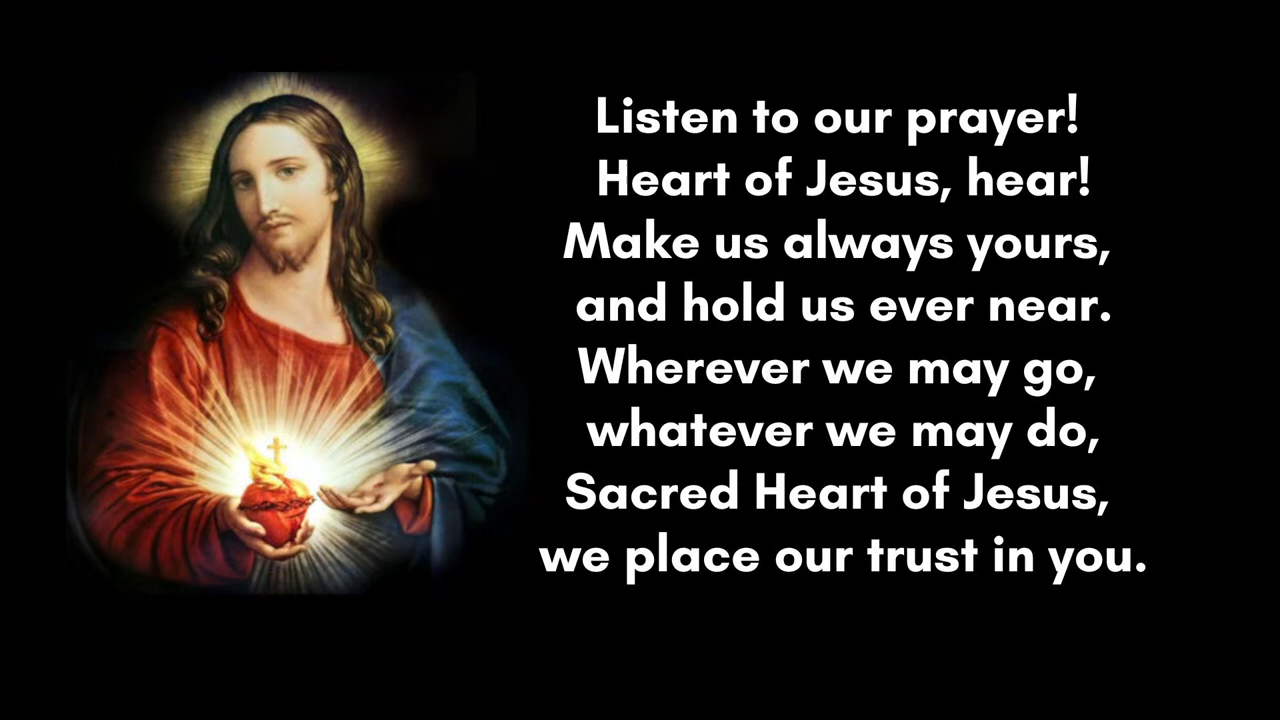 Listen to our prayer!
Heart of Jesus, hear!
Make us always yours,
and hold us ever near.
Wherever we may go,
whatever we may do,
Sacred Heart of Jesus,
we place our trust in you.